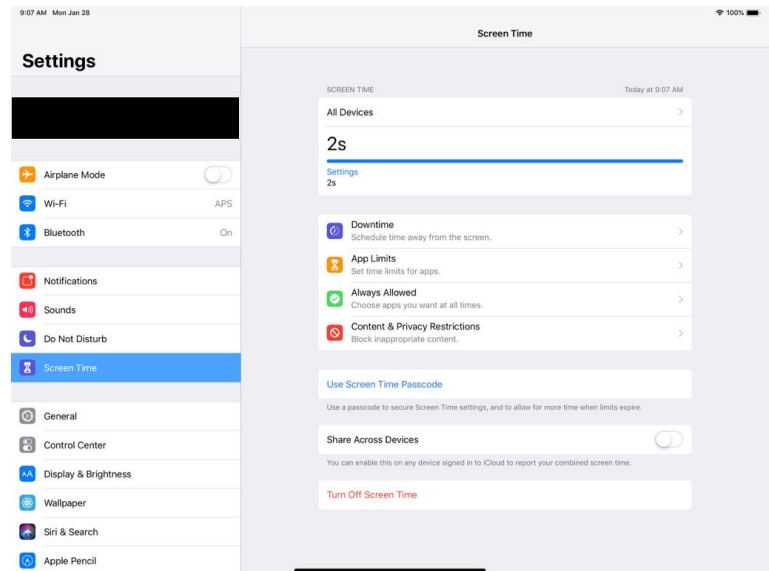 9:07 AM Mon Jan 28
100%
Settings
Airplane Mode
Wi-Fi APS
Bluetooth On
Notifications
Sounds
Do Not Disturb
Screen Time
General
Control Center
AA Display & Brightness
Wallpaper
Siri & Search
Apple Pencil
Screen Time
SCREEN TIME Today at 9:07 AM
All Devices
2s
Settings
2s
Downtime
Schedule time away from the screen.
App Limits
Set time limits for apps.
Always Allowed
Choose apps you want at all times.
Content & Privacy Restrictions
Block inappropriate content.
Use Screen Time Passcode
Use a passcode to secure Screen Time settings, and to allow for more time when limits expire.
Share Across Devices
You can enable this on any device signed in to iCloud to report your combined screen time.
Turn Off Screen Time